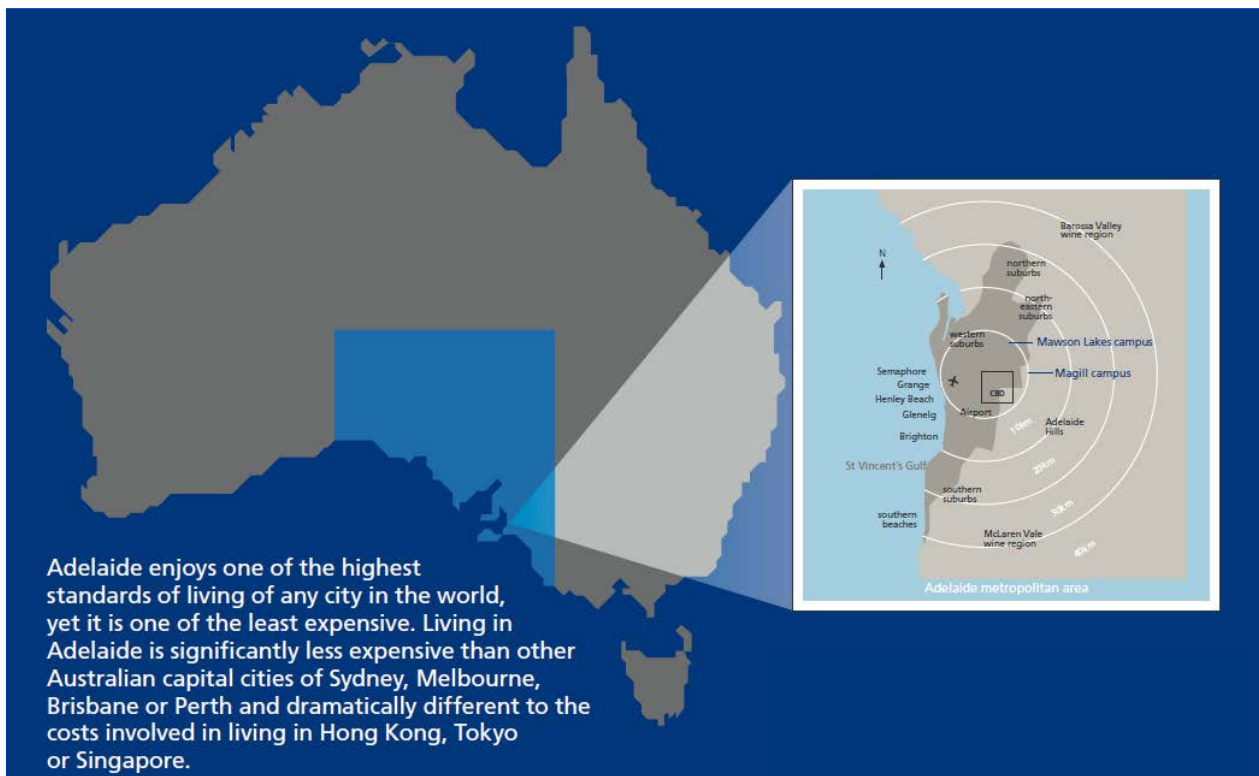 Adelaide enjoys one of the highest
standards of living of any city in the world,
yet it is one of the least expensive. Living in
Adelaide is significantly less expensive than other
Australian capital cities of Sydney, Melbourne,
Brisbane or Perth and dramatically different to the
costs involved in living in Hong Kong, Tokyo
or Singapore.
Barossa Valley
wine region
N
northern
suburbs
north-
eastern
suburbs
western
suburbs
Mawson Lakes campus
Semaphore
Magill campus
Grange
Henley Beach
CBD
Glenelg
Airport
Adelaide
Hills
Brighton
10km
St Vincent's Gulf
20km
southern
suburbs
30km
southern
beaches
McLaren Vale
wine region
40km
Adelaide metropolitan area